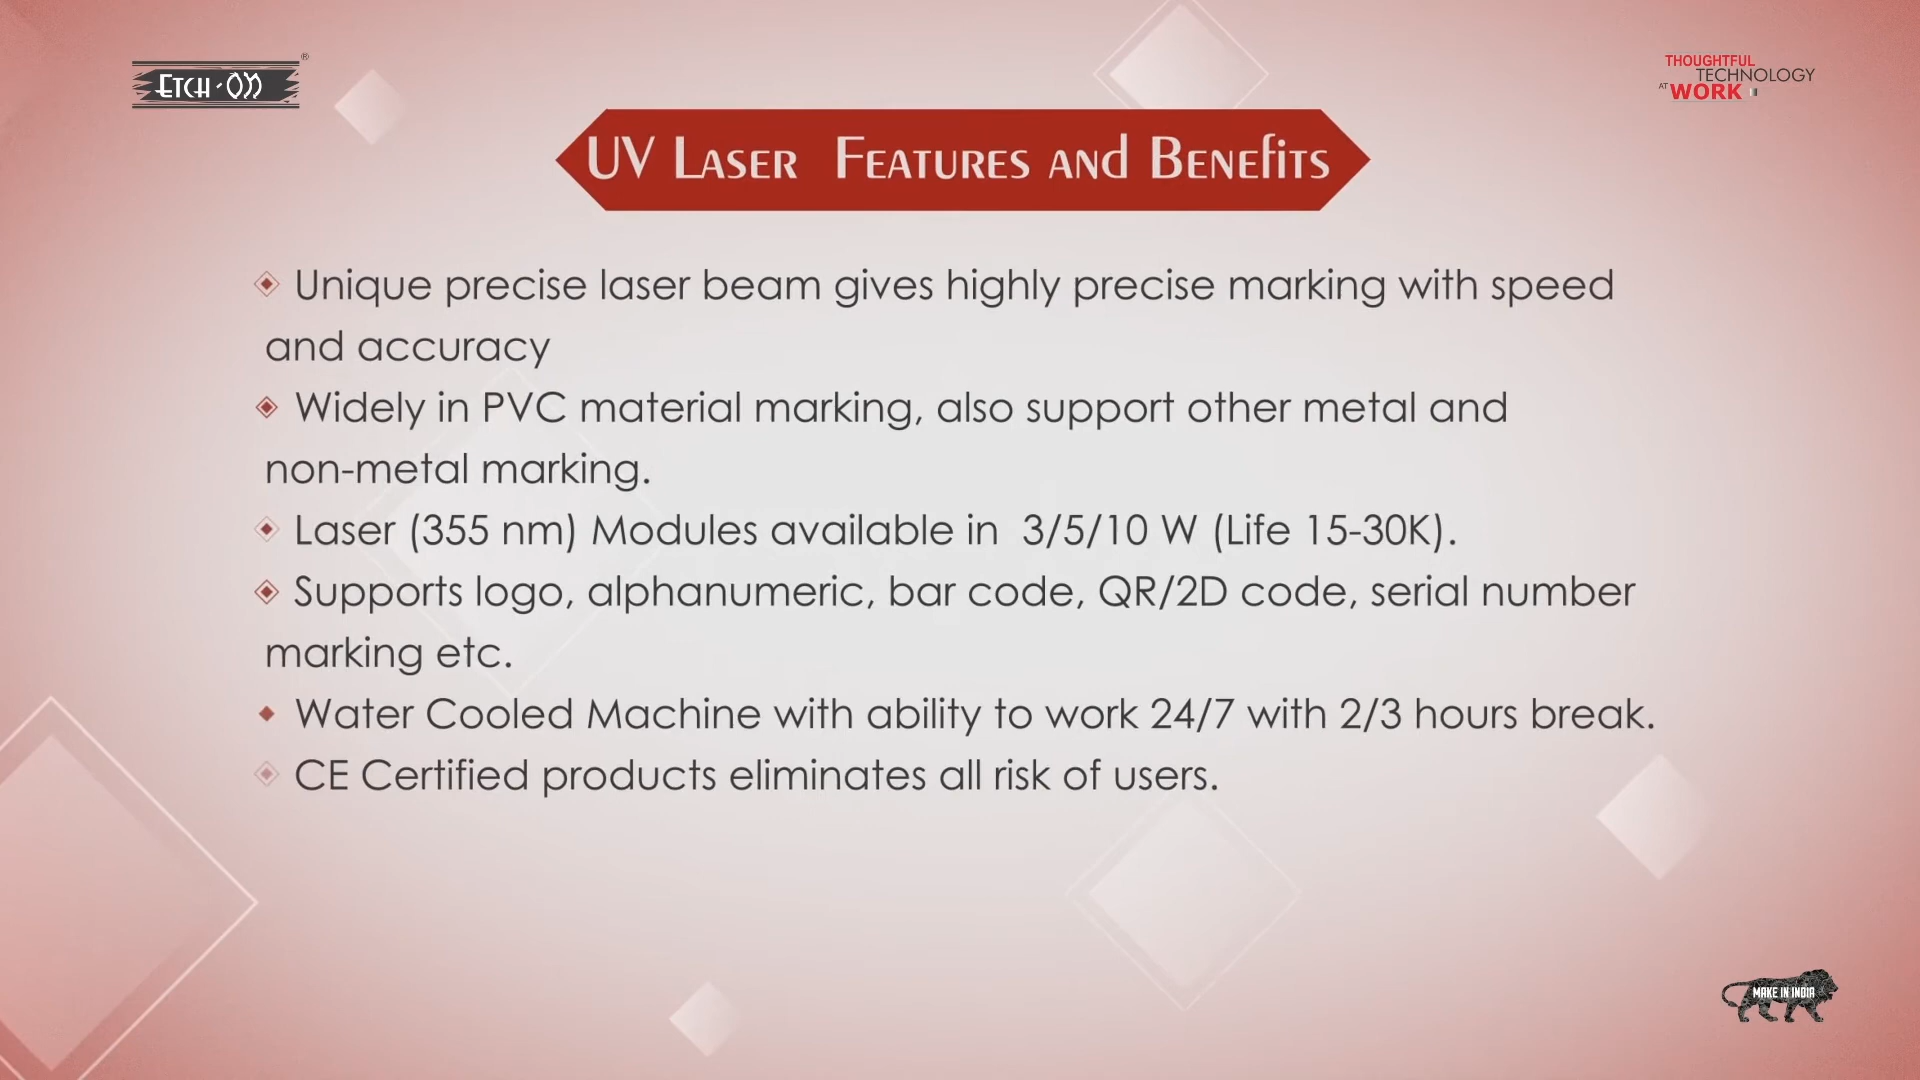 ETCH-ON ®
THOUGHTFUL
TECHNOLOGY
AT WORK
UV Laser Features and Benefits
Unique precise laser beam gives highly precise marking with speed
and accuracy
Widely in PVC material marking, also support other metal and
non-metal marking.
Laser (355 nm) Modules available in 3/5/10 W (Life 15-30K).
Supports logo, alphanumeric, bar code, QR/2D code, serial number
marking etc.
Water Cooled Machine with ability to work 24/7 with 2/3 hours break.
CE Certified products eliminates all risk of users.
MAKE IN INDIA